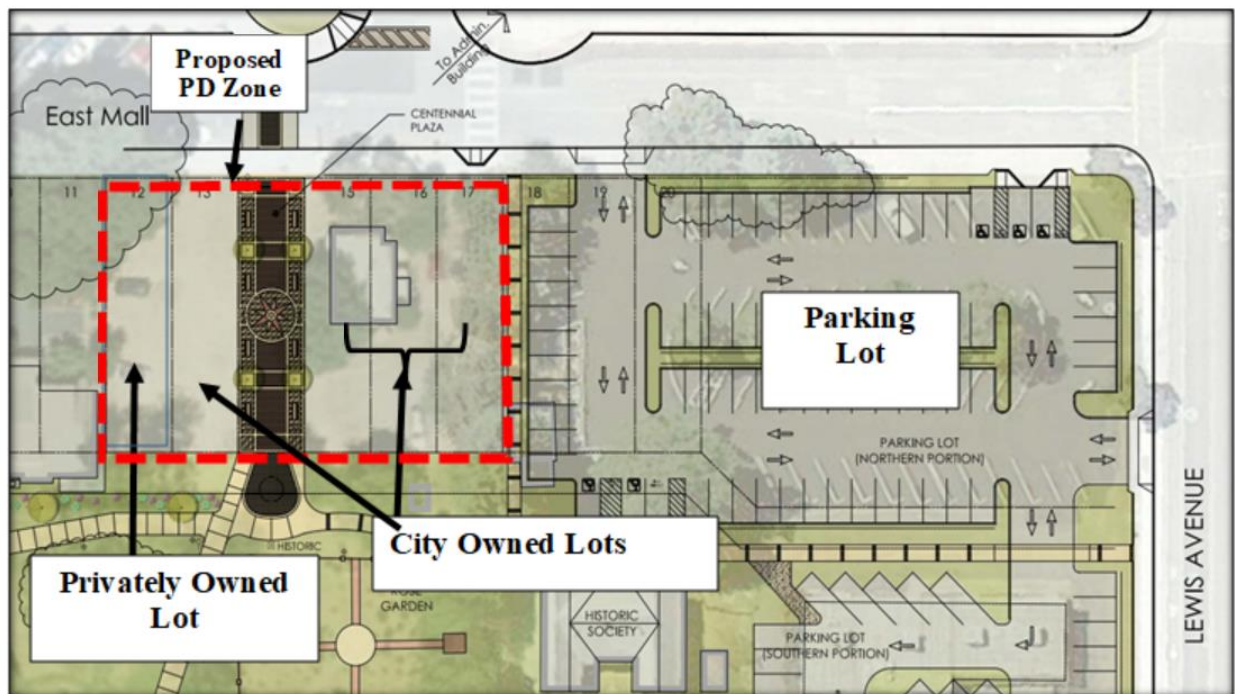 Proposed
PD Zone
To Admin.
Building
East Mall
CENTENNIAL
PLAZA
11
12
13
15
16
17
18
19
20
Parking
Lot
PARKING LOT
(NORTHERN PORTION)
City Owned Lots
HISTORIC
ROSE
GARDEN
Privately Owned
Lot
HISTORIC
SOCIETY
PARKING LOT
(SOUTHERN PORTION)
LEWIS AVENUE